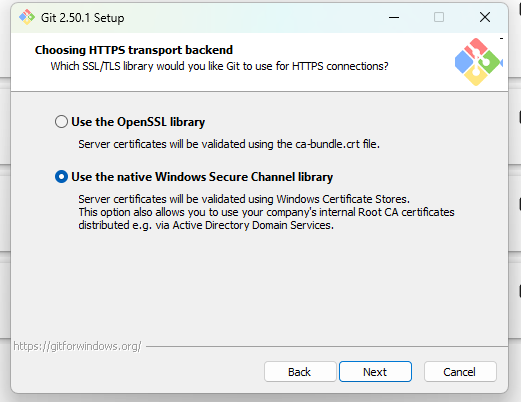 Git 2.50.1 Setup
Choosing HTTPS transport backend
Which SSL/TLS library would you like Git to use for HTTPS connections?
Use the OpenSSL library
Server certificates will be validated using the ca-bundle.crt file.
Use the native Windows Secure Channel library
Server certificates will be validated using Windows Certificate Stores.
This option also allows you to use your company's internal Root CA certificates
distributed e.g. via Active Directory Domain Services.
https://gitforwindows.org/
Back
Next
Cancel